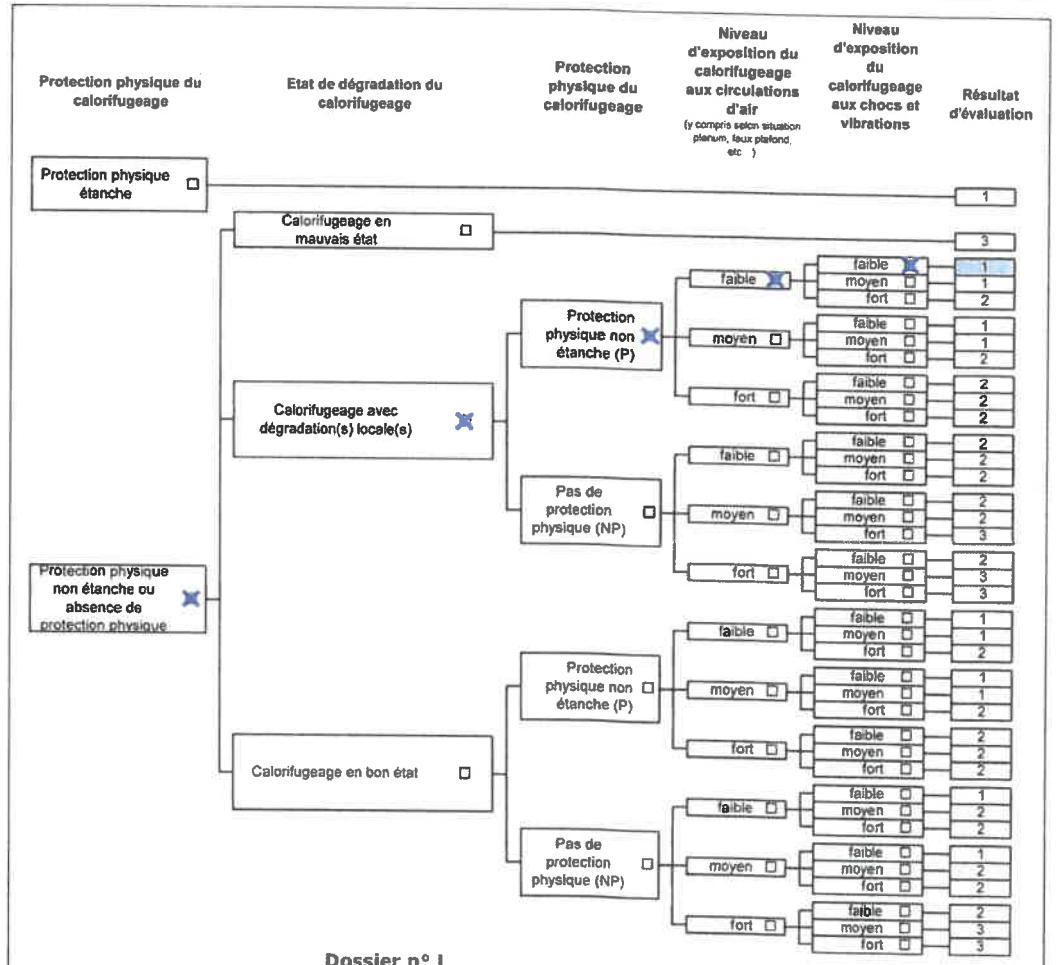 Protection physique du
calorifugeage
Etat de dégradation du
calorifugeage
Protection
physique du
calorifugeage
Niveau
d'exposition du
calorifugeage
aux circulations
d'air
(y compris selon situation
plenum, faux plafond,
etc )
Niveau
d'exposition
du
calorifugeage
aux chocs et
vibrations
Résultat
d'évaluation
Protection physique
étanche
1
Calorifugeage en
mauvais état
3
Protection physique
non étanche ou
absence de
protection physique
Calorifugeage avec
dégradation(s) locale(s)
Protection
physique non
étanche (P)
faible
faible 1
moyen 1
fort 2
moyen
faible 1
moyen 1
fort 2
fort
faible 2
moyen 2
fort 2
Pas de
protection
physique (NP)
faible
faible 2
moyen 2
fort 2
moyen
faible 2
moyen 2
fort 3
fort
faible 2
moyen 3
fort 3
Calorifugeage en bon état
Protection
physique non
étanche (P)
faible
faible 1
moyen 1
fort 2
moyen
faible 1
moyen 1
fort 2
fort
faible 2
moyen 2
fort 2
Pas de
protection
physique (NP)
faible
faible 1
moyen 2
fort 2
moyen
faible 1
moyen 2
fort 2
fort
faible 2
moyen 3
fort 3
Dossier n°